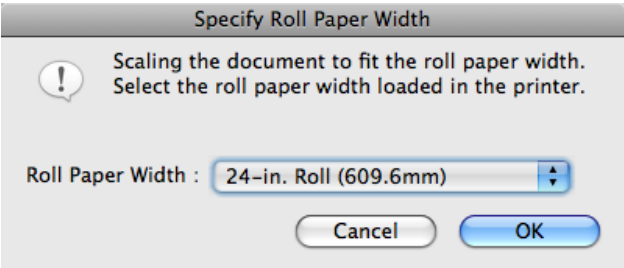 Specify Roll Paper Width
Scaling the document to fit the roll paper width.
Select the roll paper width loaded in the printer.
Roll Paper Width : 24-in. Roll (609.6mm)
Cancel OK